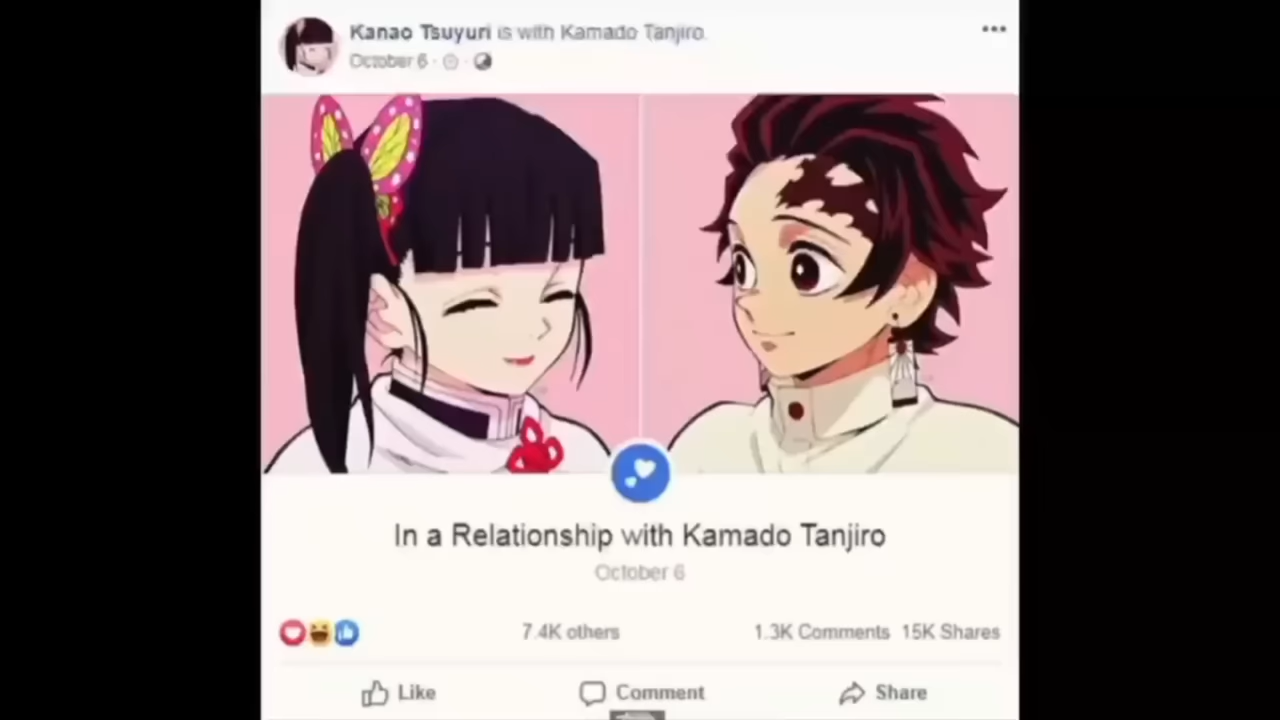 Kanao Tsuyuri is with Kamado Tanjiro.
October 6
In a Relationship with Kamado Tanjiro
October 6
7.4K others 1.3K Comments 15K Shares
Like Comment Share